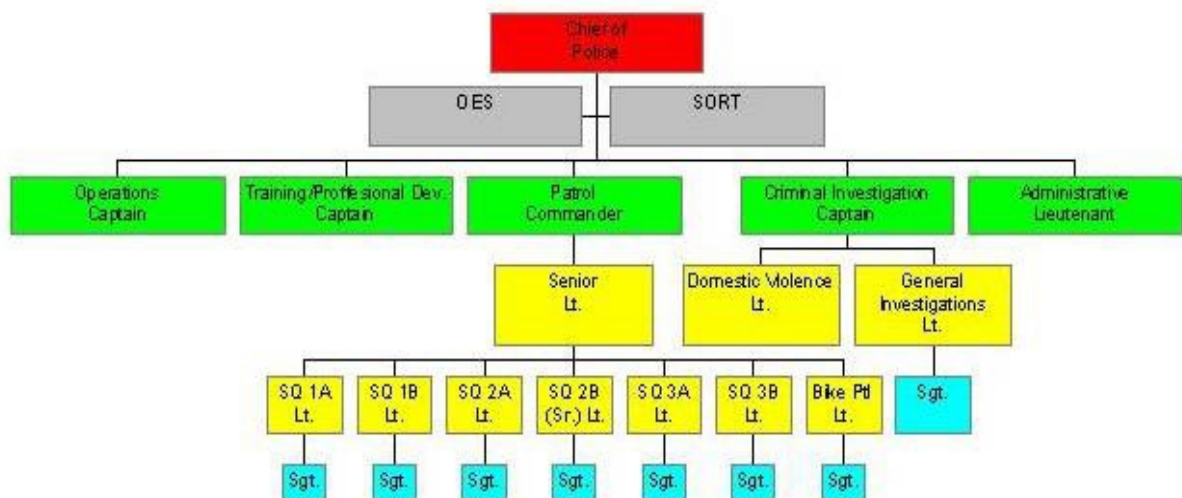 Chief of
Police
OES
SORT
Operations
Captain
Training/Proffesional Dev.
Captain
Patrol
Commander
Criminal Investigation
Captain
Administrative
Lieutenant
Senior
Lt.
Domestic Violence
Lt.
General
Investigations
Lt.
SQ 1A
Lt.
SQ 1B
Lt.
SQ 2A
Lt.
SQ 2B
(Sr.) Lt.
SQ 3A
Lt.
SQ 3B
Lt.
Bike Ptl
Lt.
Sgt.
Sgt.
Sgt.
Sgt.
Sgt.
Sgt.
Sgt.
Sgt.